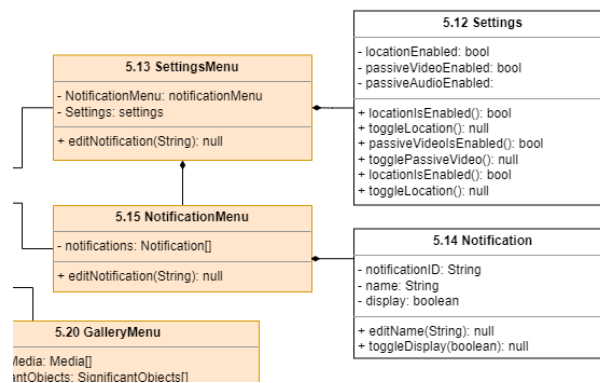 5.12 Settings
- locationEnabled: bool
- passiveVideoEnabled: bool
- passiveAudioEnabled:
+ locationIsEnabled(): bool
+ toggleLocation(): null
+ passiveVideoIsEnabled(): bool
+ togglePassiveVideo(): null
+ locationIsEnabled(): bool
+ toggleLocation(): null
5.13 SettingsMenu
- NotificationMenu: notificationMenu
- Settings: settings
+ editNotification(String): null
5.15 NotificationMenu
- notifications: Notification[]
+ editNotification(String): null
5.14 Notification
- notificationID: String
- name: String
- display: boolean
+ editName(String): null
+ toggleDisplay(boolean): null
5.20 GalleryMenu
Media: Media[]
antObjects: SignificantObjects[]